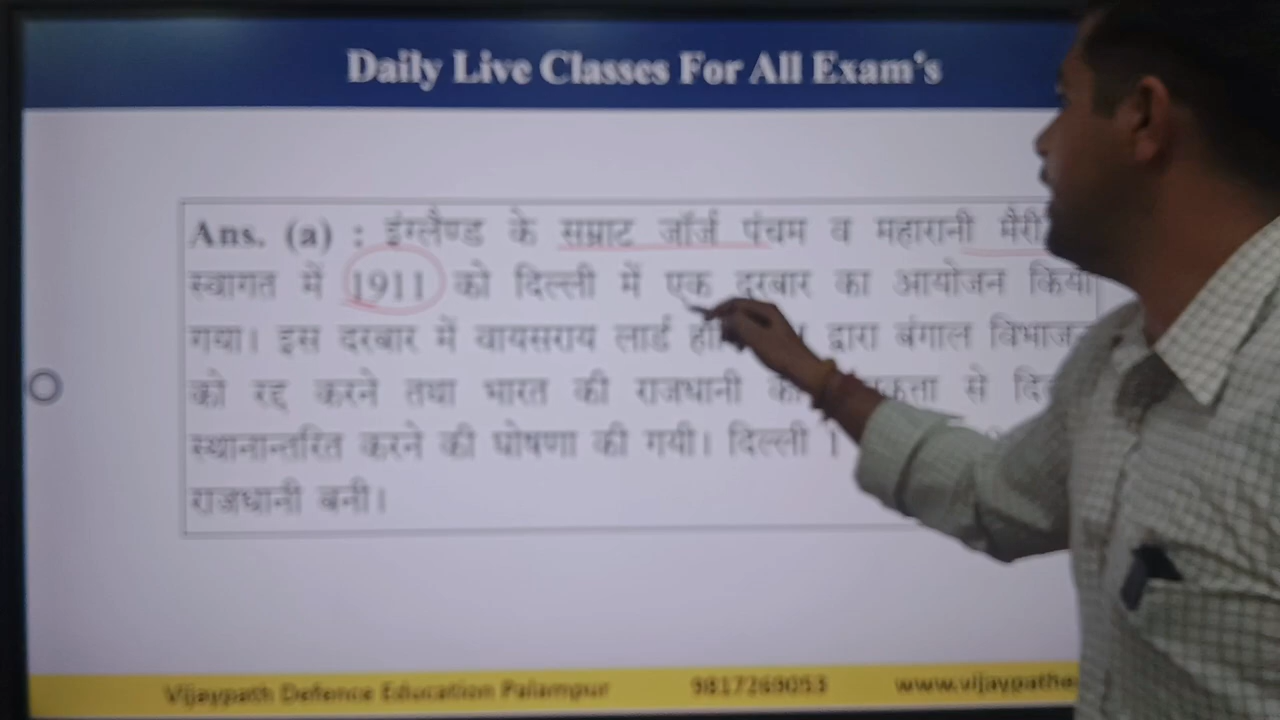 Daily Live Classes For All Exam's
Ans. (a) : इंग्लैण्ड के सम्राट जॉर्ज पंचम व महारानी मैरी
स्वागत में 1911 को दिल्ली में एक दरबार का आयोजन किया
गया। इस दरबार में वायसराय लार्ड द्वारा बंगाल विभाजन
को रद्द करने तथा भारत की राजधानी से
स्थानान्तरित करने की घोषणा की गयी। दिल्ली
राजधानी बनी।
Vijaypath Defence Education Palampur 9817269053 www.vijaypathe